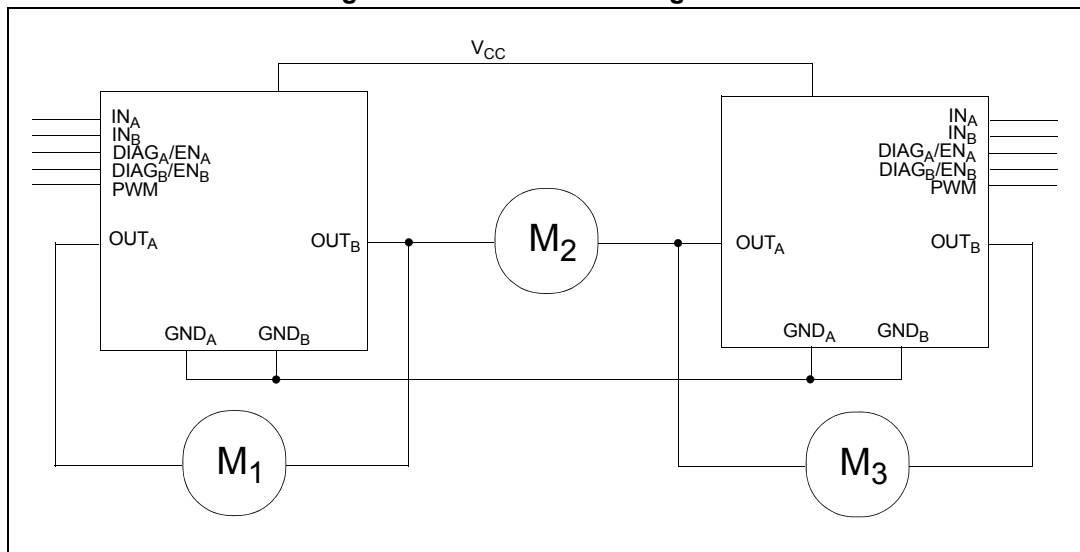 V_CC
IN_A
IN_B
DIAG_A/EN_A
DIAG_B/EN_B
PWM
OUT_A
OUT_B
GND_A GND_B
M_1
M_2
IN_A
IN_B
DIAG_A/EN_A
DIAG_B/EN_B
PWM
OUT_A
OUT_B
GND_A GND_B
M_3